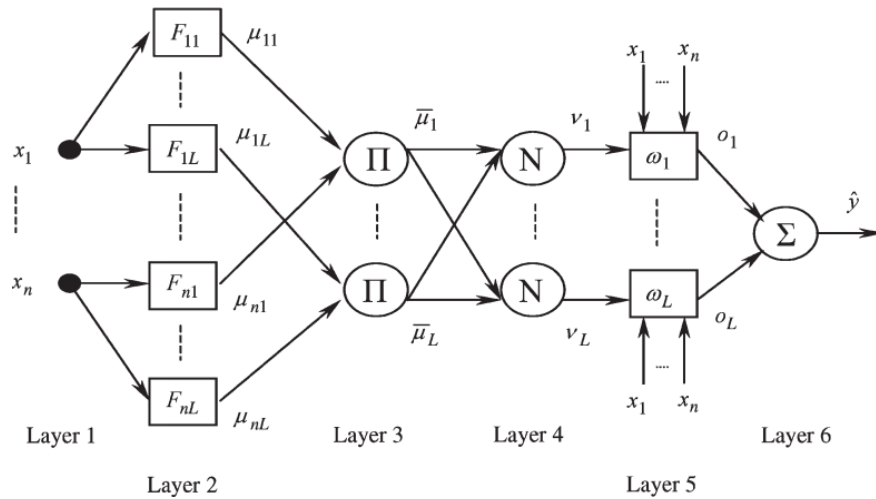 F₁₁
μ₁₁
x₁ xₙ
....
x₁
F₁L
μ₁L
Π
μ̅₁
N
ν₁
ω₁
o₁
ŷ
Σ
xₙ
Fₙ₁
μₙ₁
Π
μ̅L
N
νL
ωL
oL
....
x₁ xₙ
FₙL
μₙL
Layer 1
Layer 3
Layer 4
Layer 6
Layer 2
Layer 5